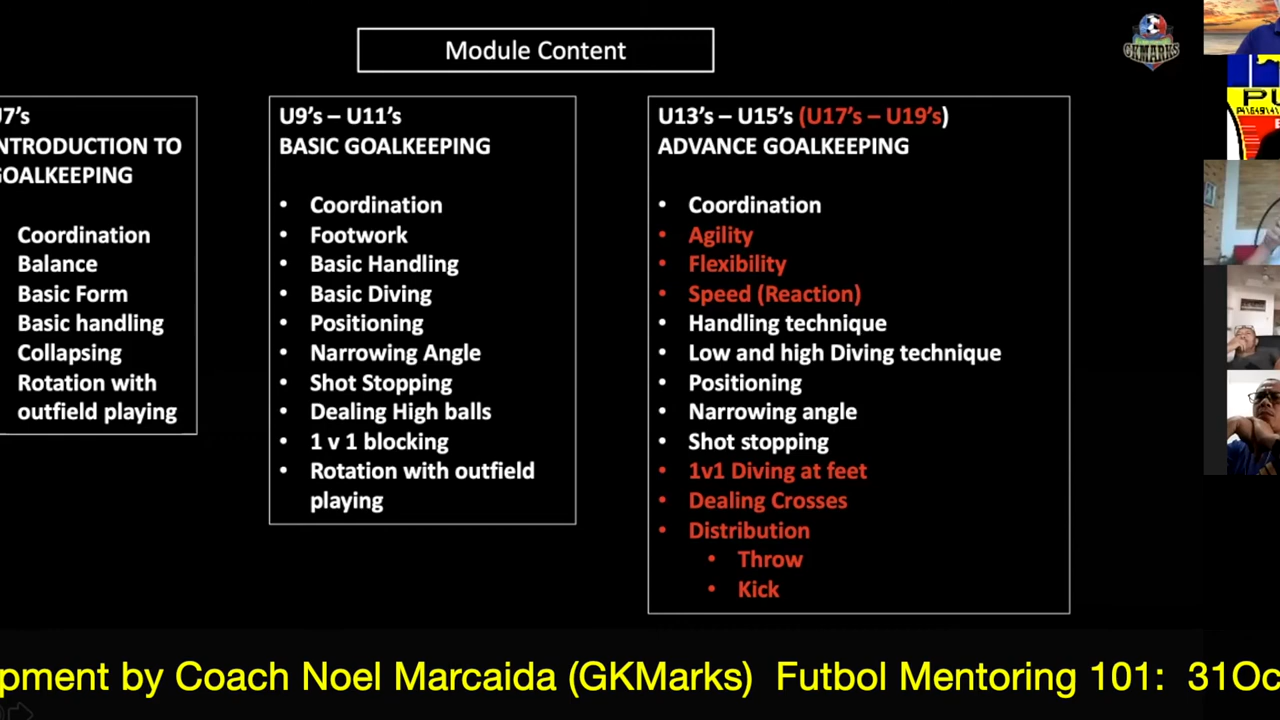 Module Content
GKMARKS
U7's
NTRODUCTION TO
GOALKEEPING
Coordination
Balance
Basic Form
Basic handling
Collapsing
Rotation with
outfield playing
U9's – U11's
BASIC GOALKEEPING
• Coordination
• Footwork
• Basic Handling
• Basic Diving
• Positioning
• Narrowing Angle
• Shot Stopping
• Dealing High balls
• 1 v 1 blocking
• Rotation with outfield
playing
U13's – U15's (U17's – U19's)
ADVANCE GOALKEEPING
• Coordination
• Agility
• Flexibility
• Speed (Reaction)
• Handling technique
• Low and high Diving technique
• Positioning
• Narrowing angle
• Shot stopping
• 1v1 Diving at feet
• Dealing Crosses
• Distribution
• Throw
• Kick
pment by Coach Noel Marcaida (GKMarks) Futbol Mentoring 101: 31Oc